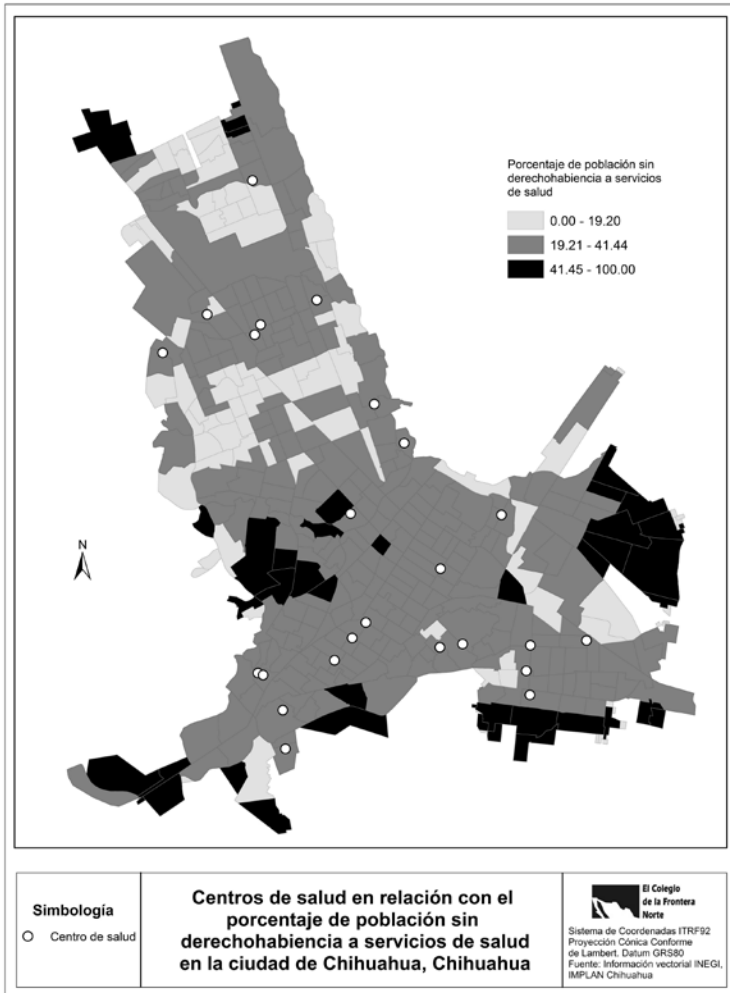 Porcentaje de población sin
derechohabiencia a servicios
de salud
0.00 - 19.20
19.21 - 41.44
41.45 - 100.00
N
Simbología
Centro de salud
Centros de salud en relación con el
porcentaje de población sin
derechohabiencia a servicios de salud
en la ciudad de Chihuahua, Chihuahua
El Colegio
de la Frontera
Norte
Sistema de Coordenadas ITRF92
Proyección Cónica Conforme
de Lambert, Datum GRS80
Fuente: Información vectorial INEGI,
IMPLAN Chihuahua